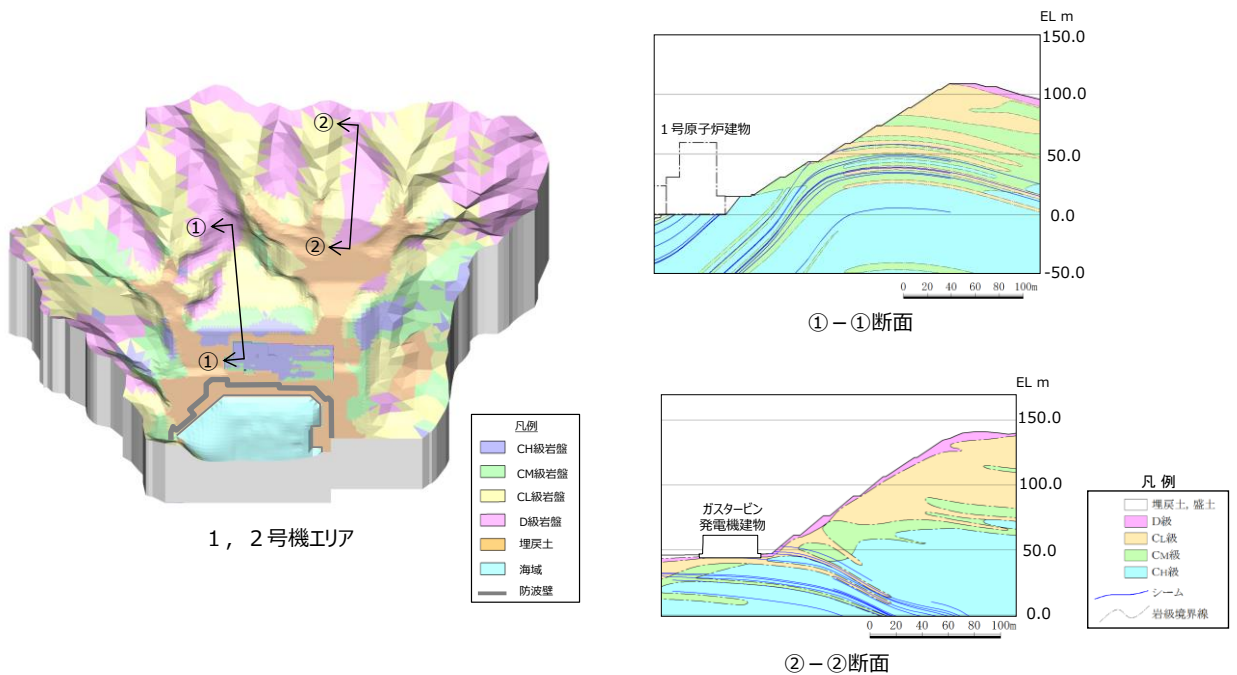 ②
②
①
①
凡例
CH級岩盤
CM級岩盤
CL級岩盤
D級岩盤
埋戻土
海域
防波壁
1，2号機エリア
EL m
150.0
100.0
50.0
0.0
-50.0
1号原子炉建物
0 20 40 60 80 100m
①－①断面
EL m
150.0
100.0
50.0
0.0
ガスタービン
発電機建物
0 20 40 60 80 100m
②－②断面
凡 例
埋戻土, 盛土
D級
CL級
CM級
CH級
シーム
岩級境界線